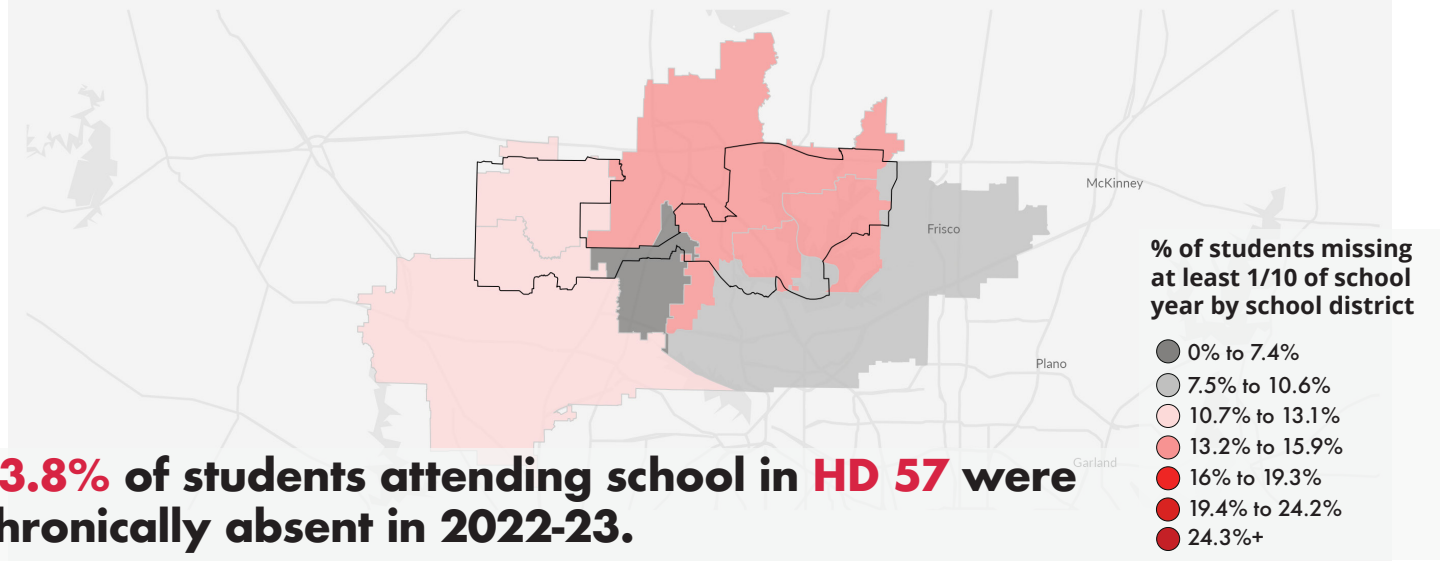 McKinney
Frisco
Plano
Garland
% of students missing
at least 1/10 of school
year by school district
0% to 7.4%
7.5% to 10.6%
10.7% to 13.1%
13.2% to 15.9%
16% to 19.3%
19.4% to 24.2%
24.3%+
3.8% of students attending school in HD 57 were
hronically absent in 2022-23.